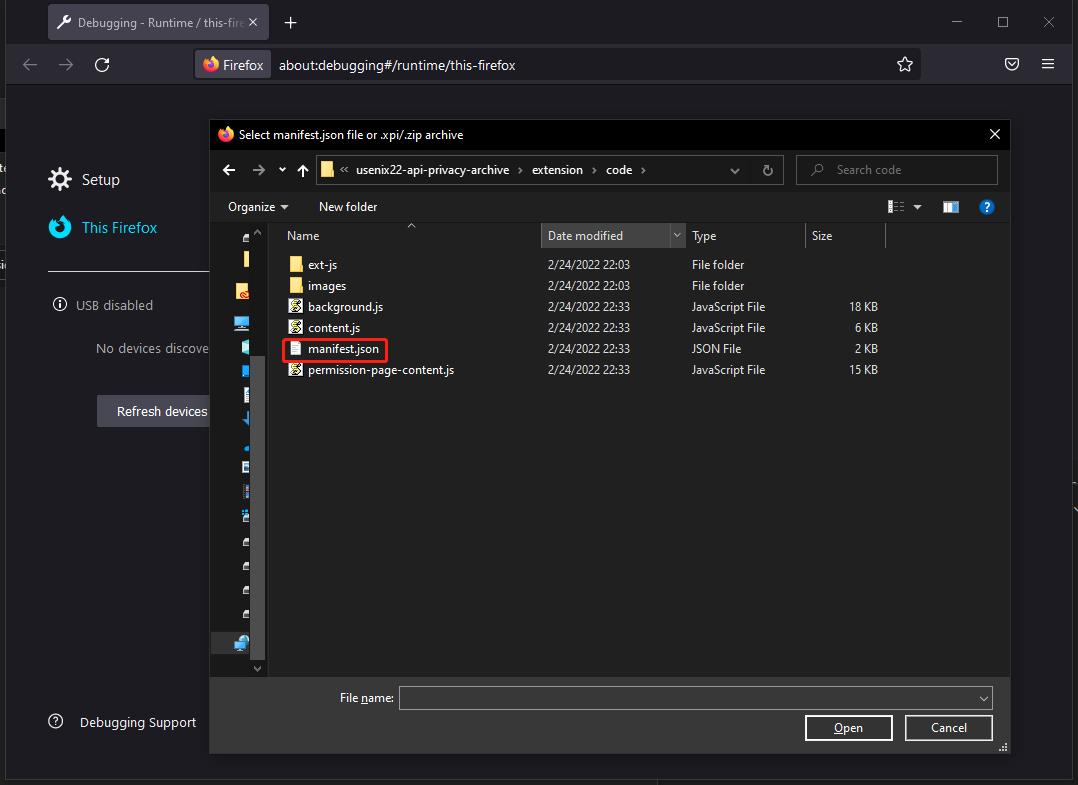 Debugging - Runtime / this-fire
Firefox about:debugging#/runtime/this-firefox
Select manifest.json file or .xpi/.zip archive
« usenix22-api-privacy-archive › extension › code ›
Search code
Setup
This Firefox
USB disabled
No devices discove
Refresh devices
Debugging Support
Organize New folder
Name Date modified Type Size
ext-js 2/24/2022 22:03 File folder
images 2/24/2022 22:03 File folder
background.js 2/24/2022 22:33 JavaScript File 18 KB
content.js 2/24/2022 22:33 JavaScript File 6 KB
manifest.json 2/24/2022 22:33 JSON File 2 KB
permission-page-content.js 2/24/2022 22:33 JavaScript File 15 KB
File name:
Open Cancel